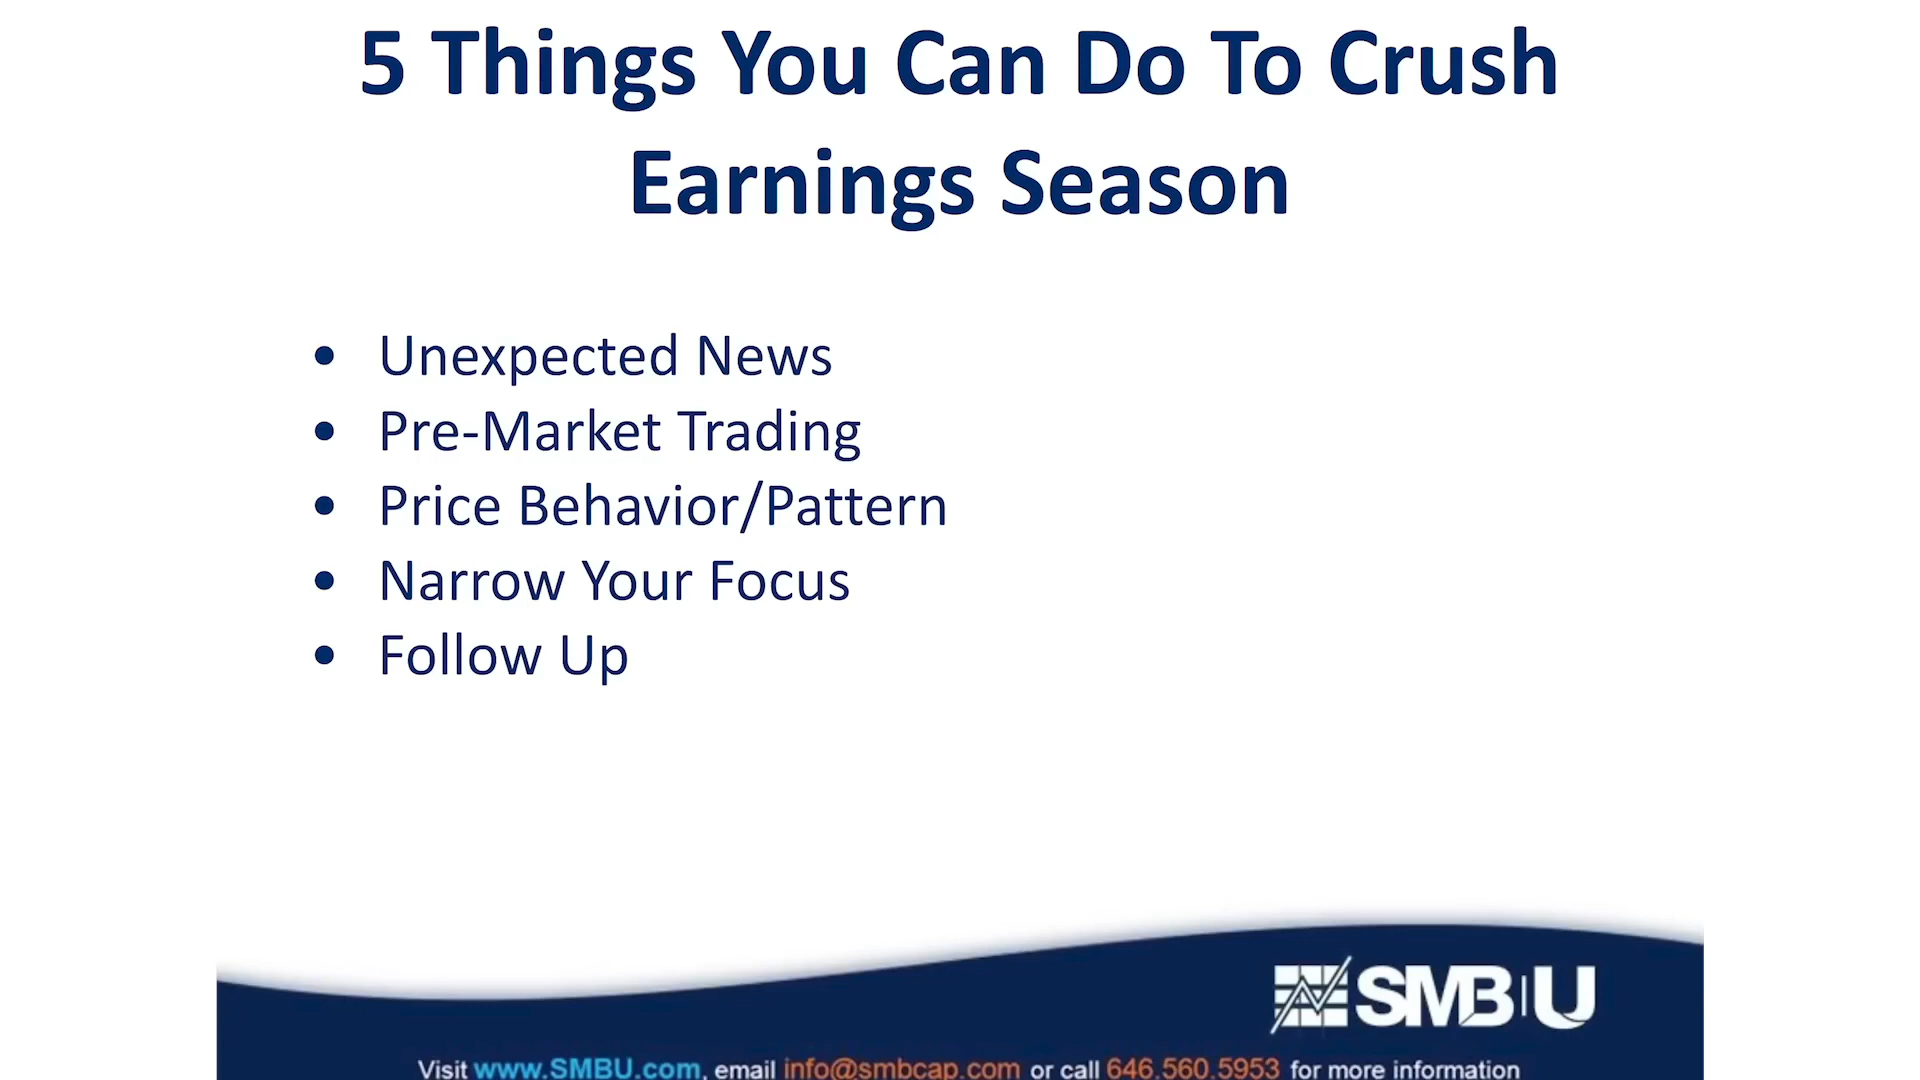 5 Things You Can Do To Crush
Earnings Season
• Unexpected News
• Pre-Market Trading
• Price Behavior/Pattern
• Narrow Your Focus
• Follow Up
SMB|U
Visit www.SMBU.com, email info@smbcap.com or call 646.560.5953 for more information